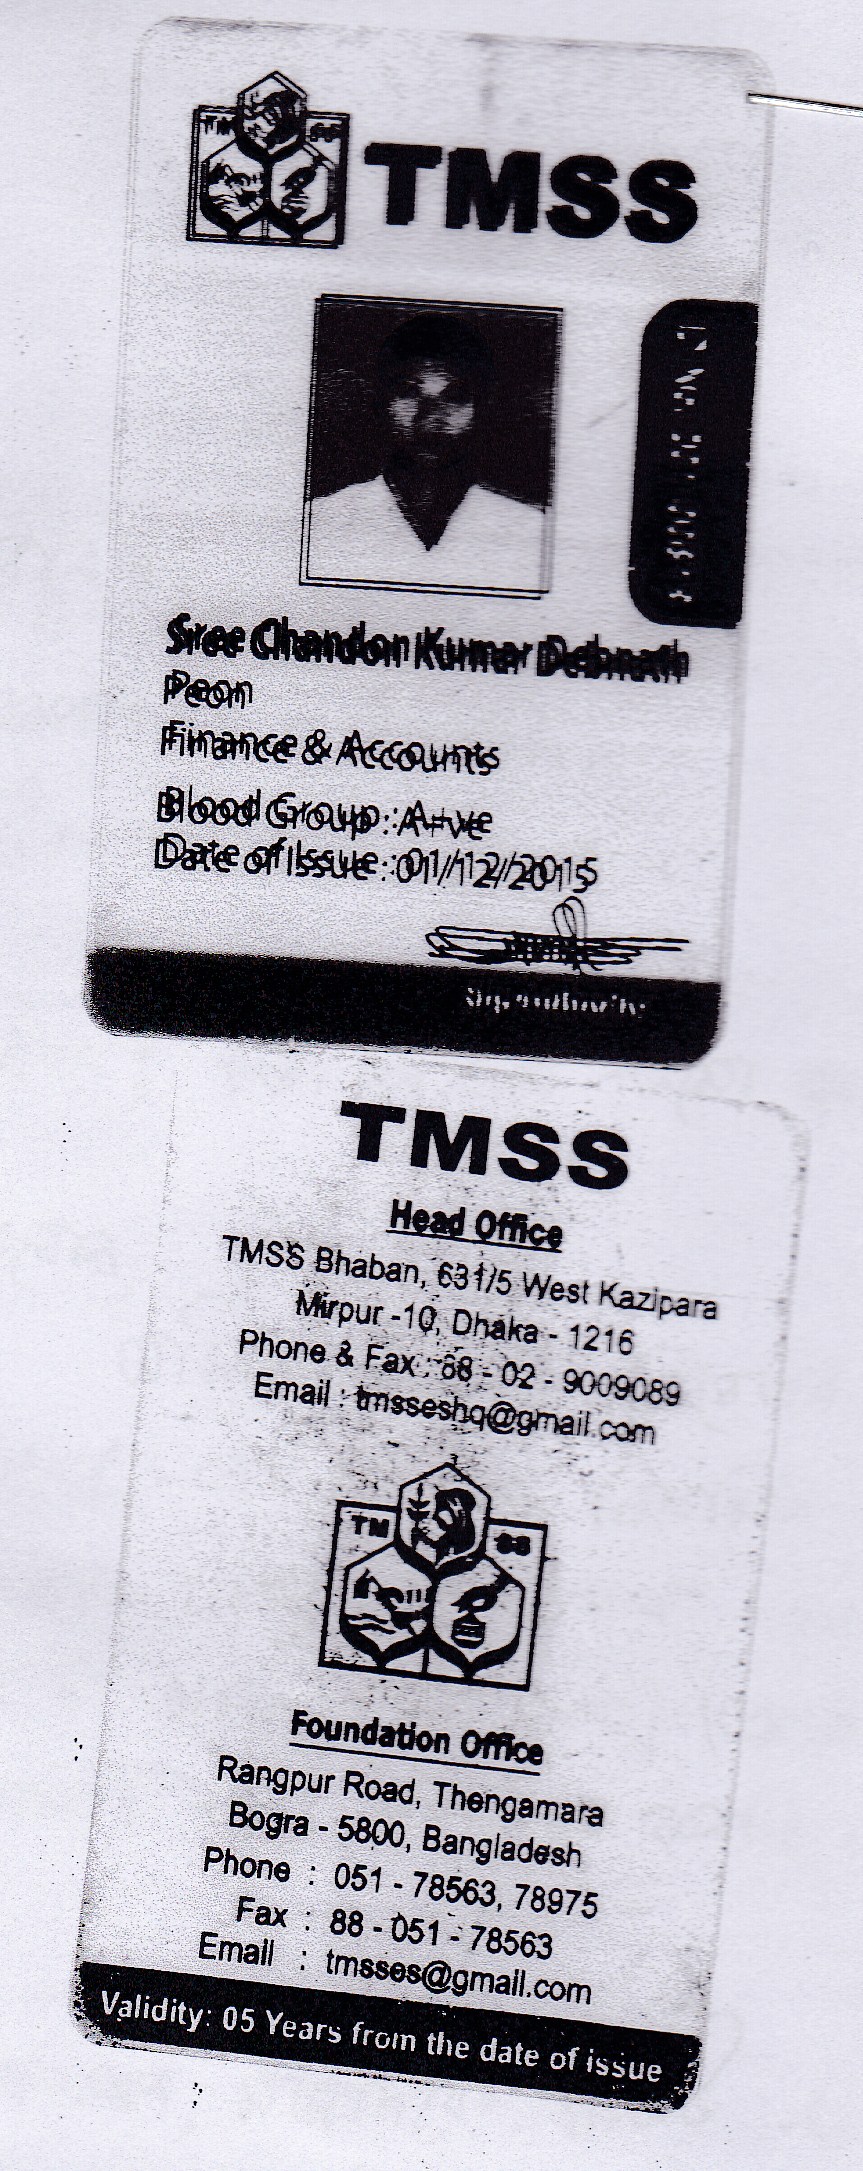 TM SS
TMSS
Sree Chandon Kumar Debnath
Peon
Finance & Accounts
Blood Group : A+ve
Date of Issue : 01/12/2015
TMSS
Head Office
TMSS Bhaban, 631/5 West Kazipara
Mirpur -10, Dhaka - 1216
Phone & Fax : 88 - 02 - 9009089
Email : tmsseshq@gmail.com
TM SS
Foundation Office
Rangpur Road, Thengamara
Bogra - 5800, Bangladesh
Phone : 051 - 78563, 78975
Fax : 88 - 051 - 78563
Email : tmsses@gmail.com
Validity: 05 Years from the date of issue